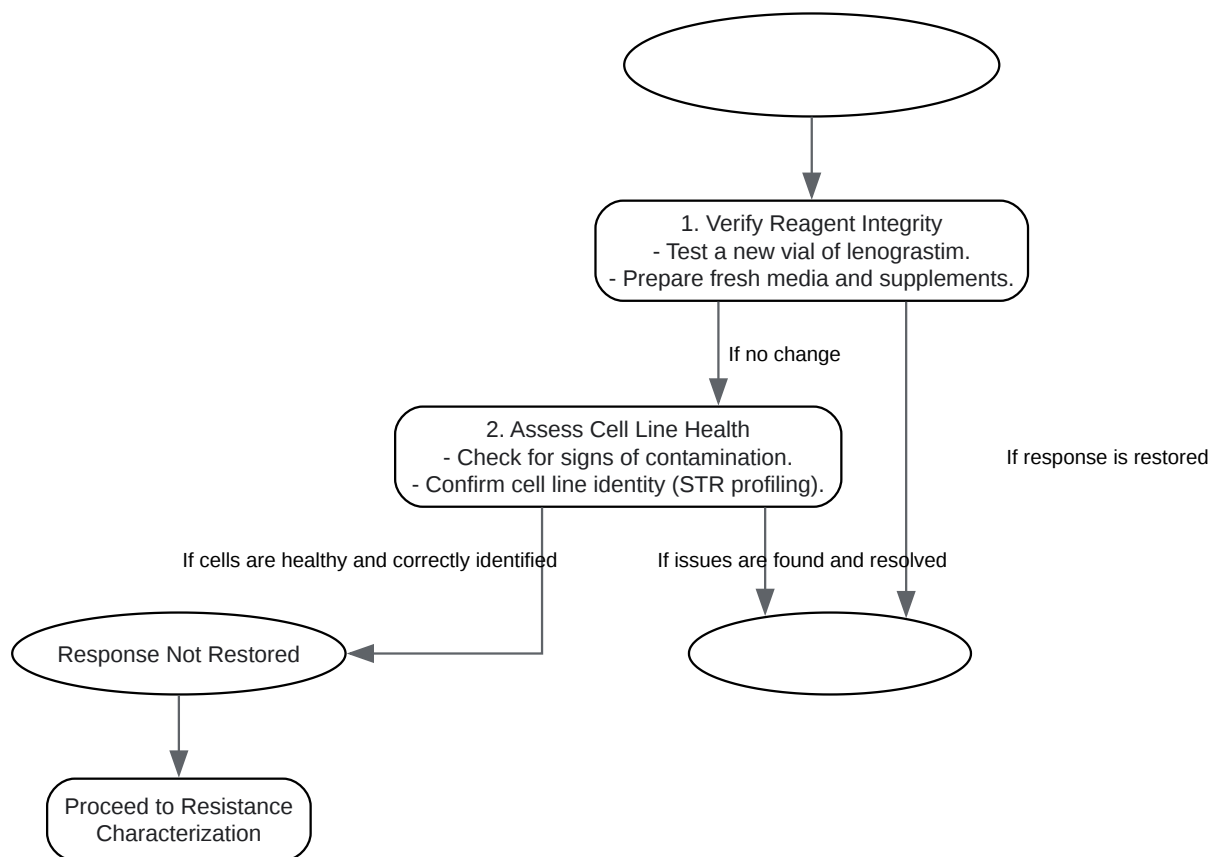 1. Verify Reagent Integrity
- Test a new vial of lenograstim.
- Prepare fresh media and supplements.
If no change
2. Assess Cell Line Health
- Check for signs of contamination.
- Confirm cell line identity (STR profiling).
If response is restored
If cells are healthy and correctly identified
If issues are found and resolved
Response Not Restored
Proceed to Resistance
Characterization